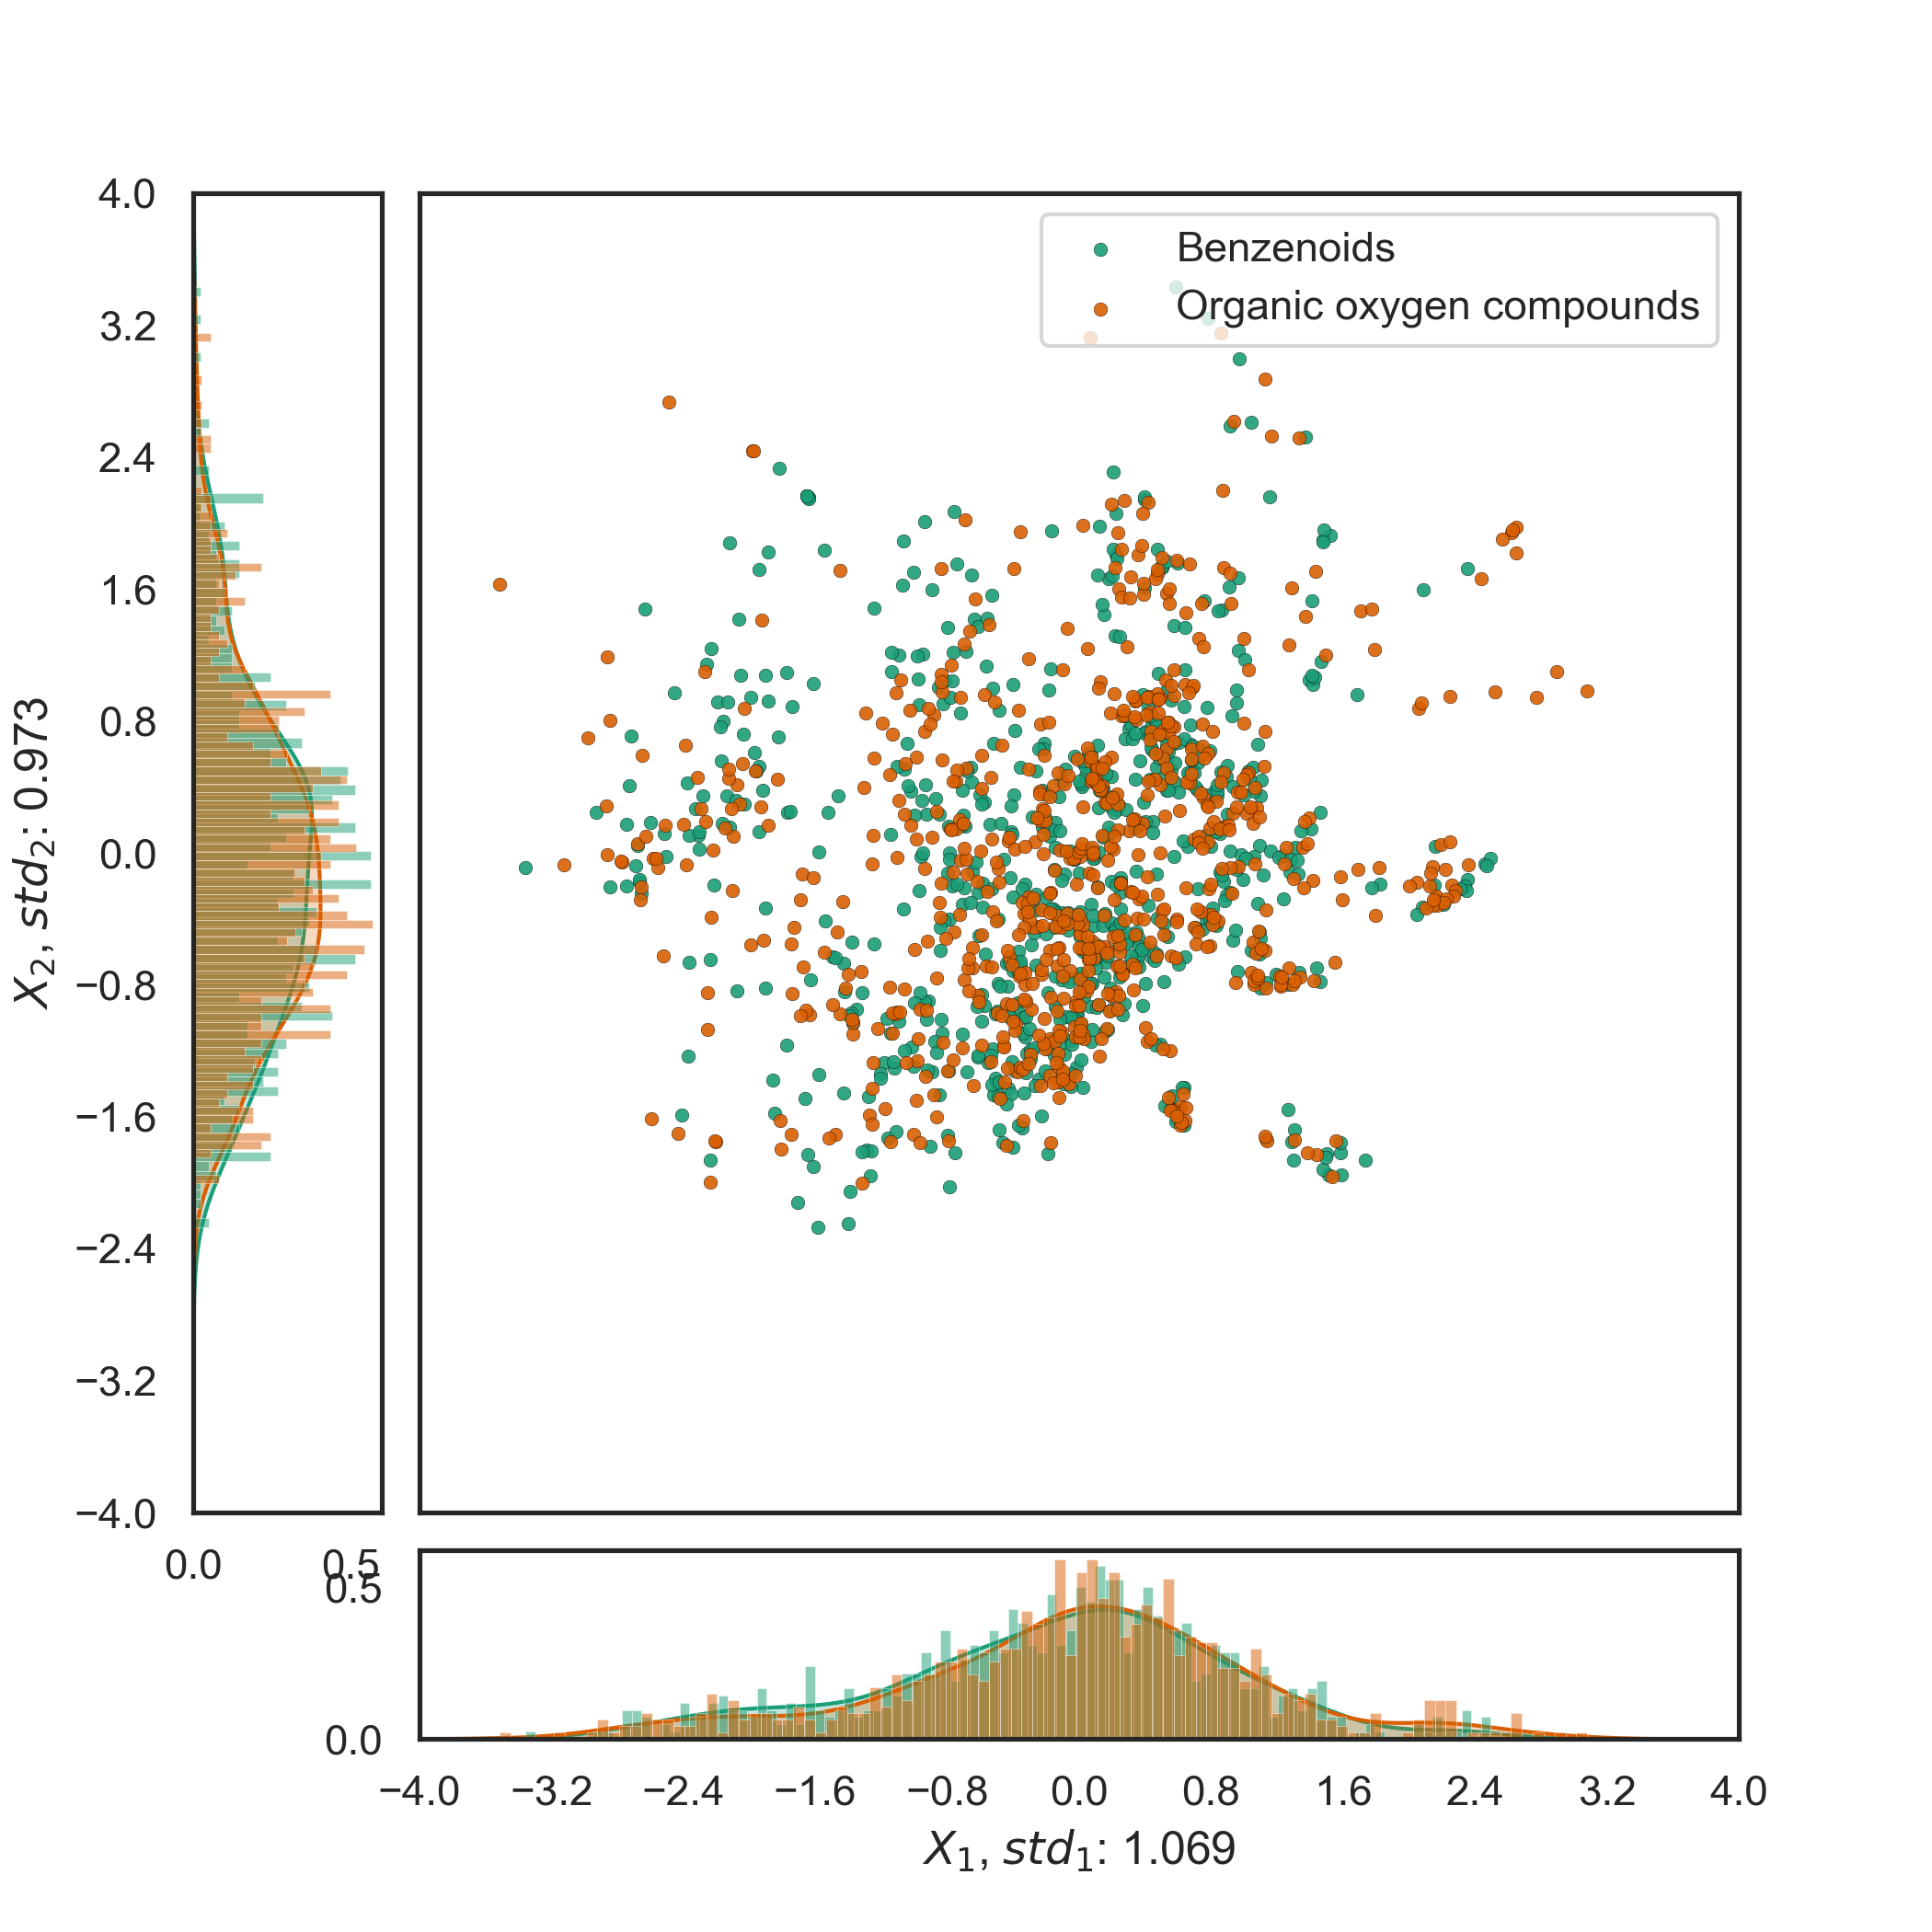 4.0
3.2
2.4
1.6
0.8
0.0
−0.8
−1.6
−2.4
−3.2
−4.0
X2, std2: 0.973
Benzenoids
Organic oxygen compounds
0.0 0.5
0.5
0.0
−4.0 −3.2 −2.4 −1.6 −0.8 0.0 0.8 1.6 2.4 3.2 4.0
X1, std1: 1.069